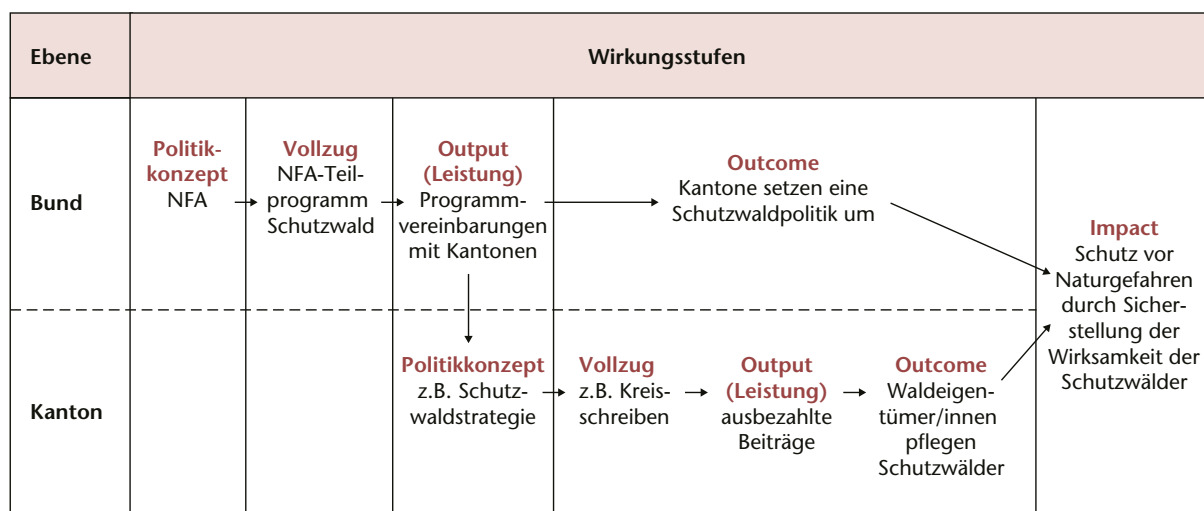 Ebene
Wirkungsstufen
Bund
Politik-
konzept
NFA
Vollzug
NFA-Teil-
programm
Schutzwald
Output
(Leistung)
Programm-
vereinbarungen
mit Kantonen
Outcome
Kantone setzen eine
Schutzwaldpolitik um
Impact
Schutz vor
Naturgefahren
durch Sicher-
stellung der
Wirksamkeit der
Schutzwälder
Kanton
Politikkonzept
z.B. Schutz-
waldstrategie
Vollzug
z.B. Kreis-
schreiben
Output
(Leistung)
ausbezahlte
Beiträge
Outcome
Waldeigen-
tümer/innen
pflegen
Schutzwälder